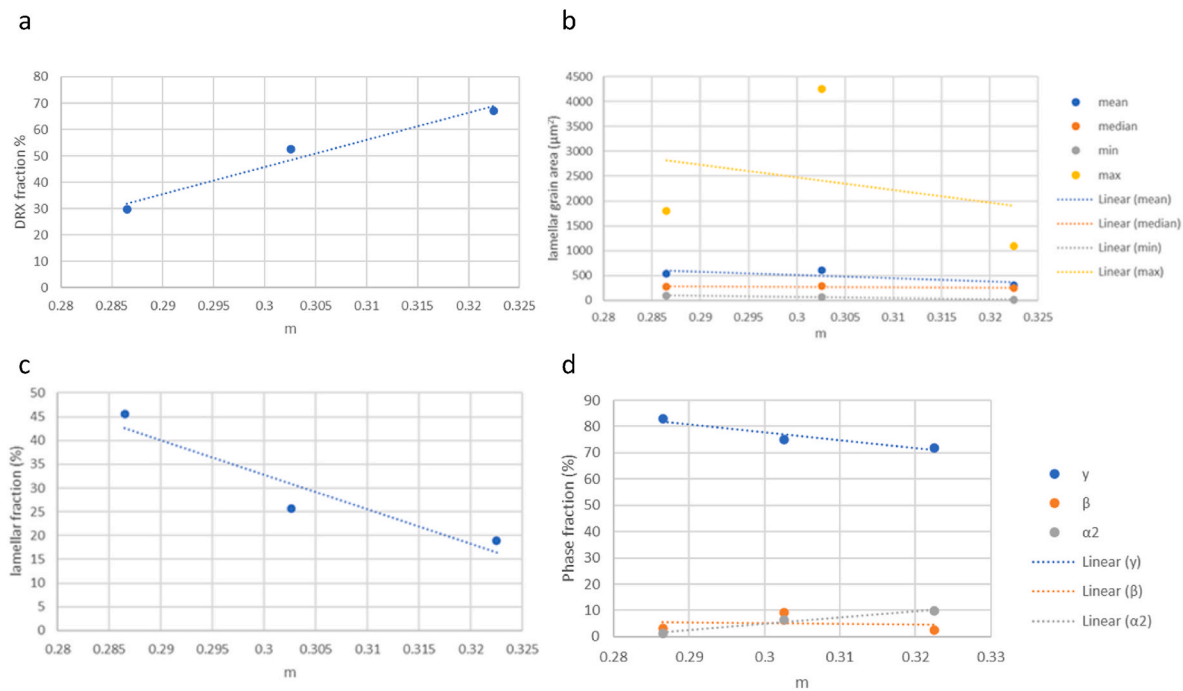 a
DRX fraction %
80
70
60
50
40
30
20
10
0
0.28 0.285 0.29 0.295 0.3 0.305 0.31 0.315 0.32 0.325
m
b
lamellar grain area (µm²)
4500
4000
3500
3000
2500
2000
1500
1000
500
0
0.28 0.285 0.29 0.295 0.3 0.305 0.31 0.315 0.32 0.325
m
mean
median
min
max
Linear (mean)
Linear (median)
Linear (min)
Linear (max)
c
lamellar fraction (%)
50
45
40
35
30
25
20
15
10
5
0
0.28 0.285 0.29 0.295 0.3 0.305 0.31 0.315 0.32 0.325
m
d
Phase fraction (%)
90
80
70
60
50
40
30
20
10
0
0.28 0.29 0.3 0.31 0.32 0.33
m
γ
β
α2
Linear (γ)
Linear (β)
Linear (α2)